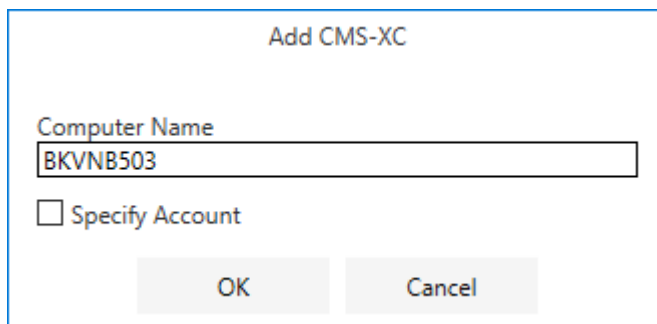 Add CMS-XC
Computer Name
BKVNB503
Specify Account
OK Cancel